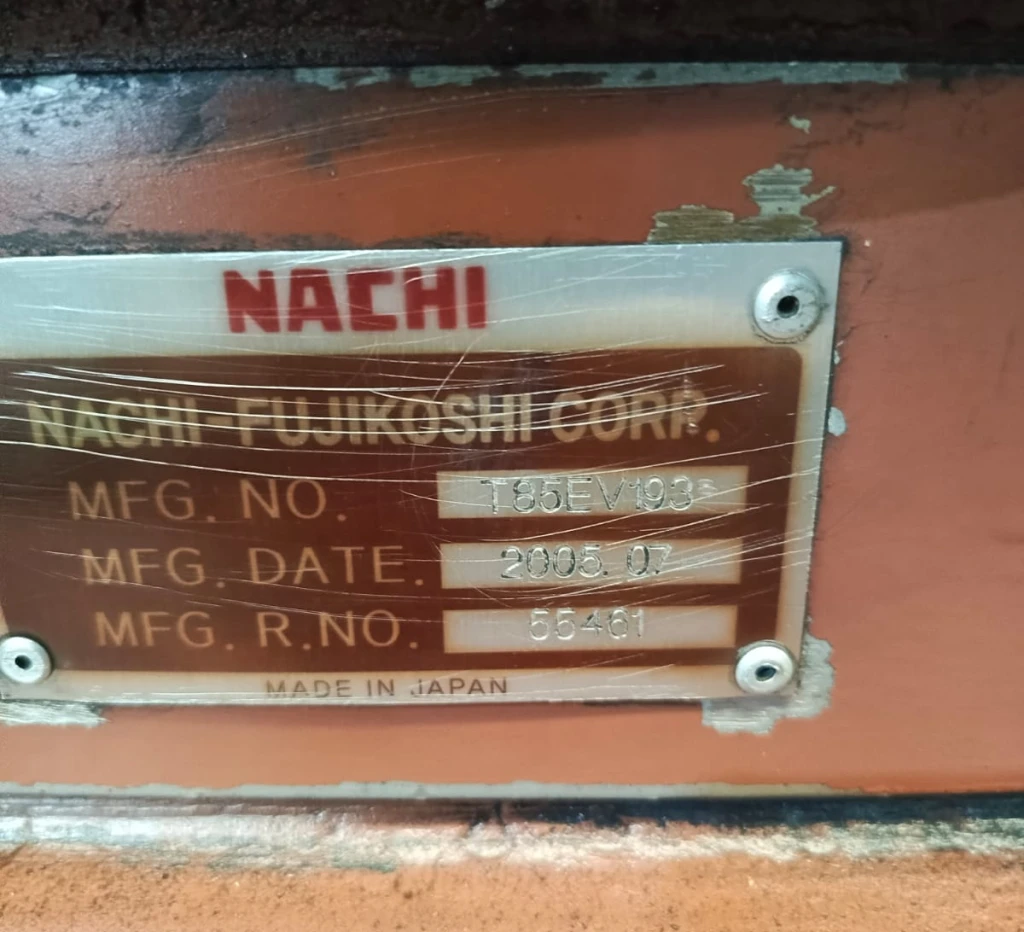 NACHI
NACHI-FUJIKOSHI CORP.
MFG. NO. T85EV193
MFG. DATE. 2005.07
MFG. R.NO. 55461
MADE IN JAPAN